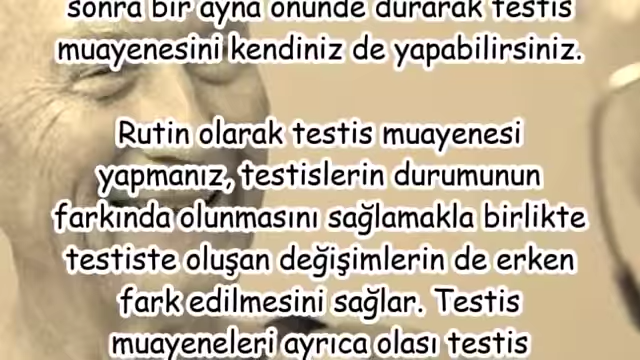 sonra bir ayna önünde durarak testis
muayenesini kendiniz de yapabilirsiniz.
Rutin olarak testis muayenesi
yapmanız, testislerin durumunun
farkında olunmasını sağlamakla birlikte
testiste oluşan değişimlerin de erken
fark edilmesini sağlar. Testis
muayeneleri ayrıca olası testis